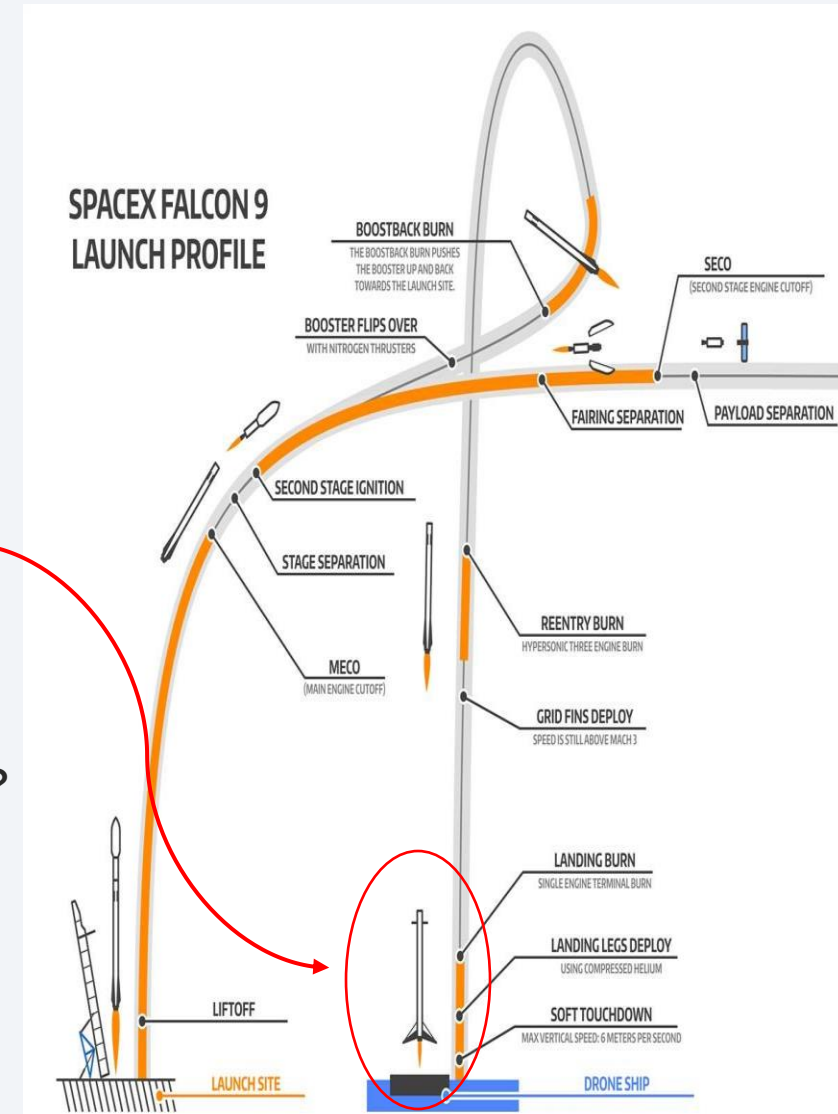 SPACEX FALCON 9
LAUNCH PROFILE
BOOSTBACK BURN
THE BOOSTBACK BURN PUSHES
THE BOOSTER UP AND BACK
TOWARDS THE LAUNCH SITE.
SECO
(SECOND STAGE ENGINE CUTOFF)
BOOSTER FLIPS OVER
WITH NITROGEN THRUSTERS
FAIRING SEPARATION
PAYLOAD SEPARATION
SECOND STAGE IGNITION
STAGE SEPARATION
MECO
(MAIN ENGINE CUTOFF)
REENTRY BURN
HYPERSONIC THREE ENGINE BURN
GRID FINS DEPLOY
SPEED IS STILL ABOVE MACH 3
?
LANDING BURN
SINGLE ENGINE TERMINAL BURN
LANDING LEGS DEPLOY
USING COMPRESSED HELIUM
LIFTOFF
SOFT TOUCHDOWN
MAX VERTICAL SPEED: 6 METERS PER SECOND
LAUNCH SITE
DRONE SHIP